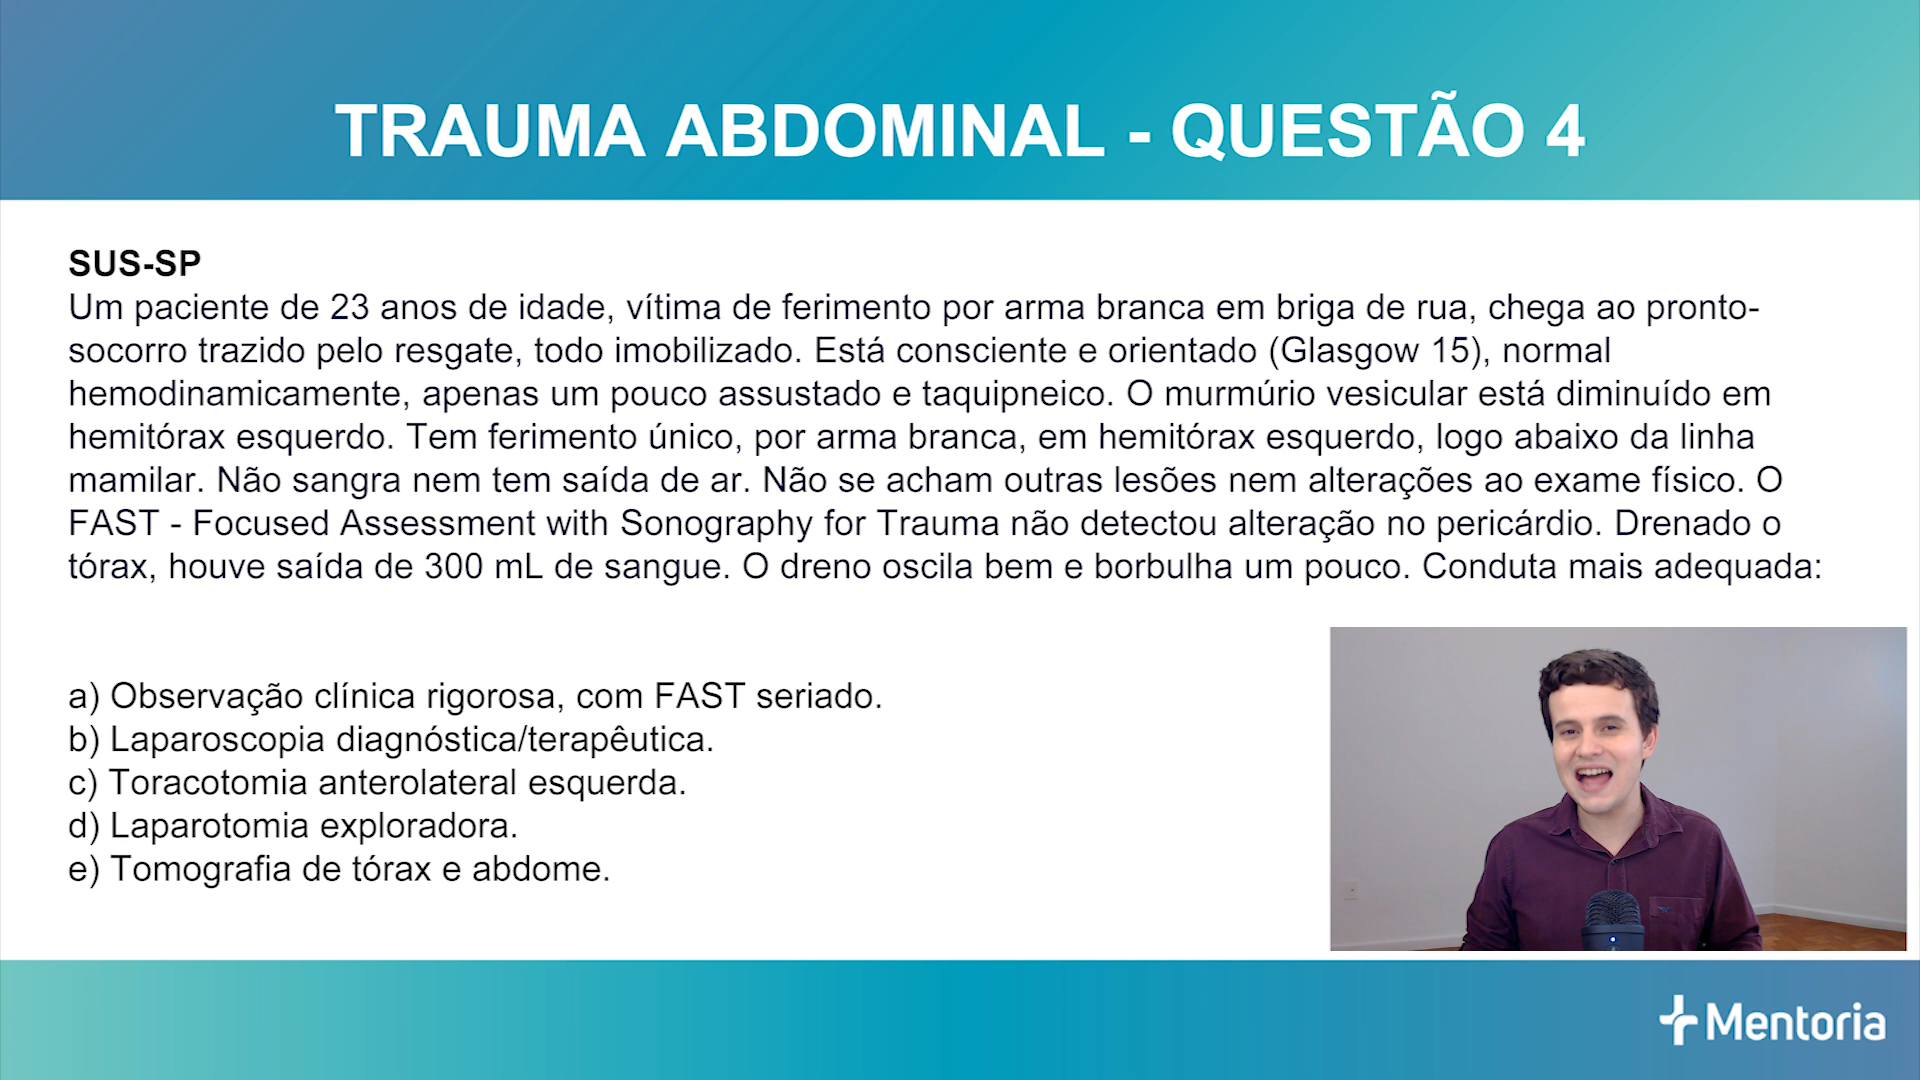 TRAUMA ABDOMINAL - QUESTÃO 4
SUS-SP
Um paciente de 23 anos de idade, vítima de ferimento por arma branca em briga de rua, chega ao pronto-
socorro trazido pelo resgate, todo imobilizado. Está consciente e orientado (Glasgow 15), normal
hemodinamicamente, apenas um pouco assustado e taquipneico. O murmúrio vesicular está diminuído em
hemitórax esquerdo. Tem ferimento único, por arma branca, em hemitórax esquerdo, logo abaixo da linha
mamilar. Não sangra nem tem saída de ar. Não se acham outras lesões nem alterações ao exame físico. O
FAST - Focused Assessment with Sonography for Trauma não detectou alteração no pericárdio. Drenado o
tórax, houve saída de 300 mL de sangue. O dreno oscila bem e borbulha um pouco. Conduta mais adequada:
a) Observação clínica rigorosa, com FAST seriado.
b) Laparoscopia diagnóstica/terapêutica.
c) Toracotomia anterolateral esquerda.
d) Laparotomia exploradora.
e) Tomografia de tórax e abdome.
Mentoria